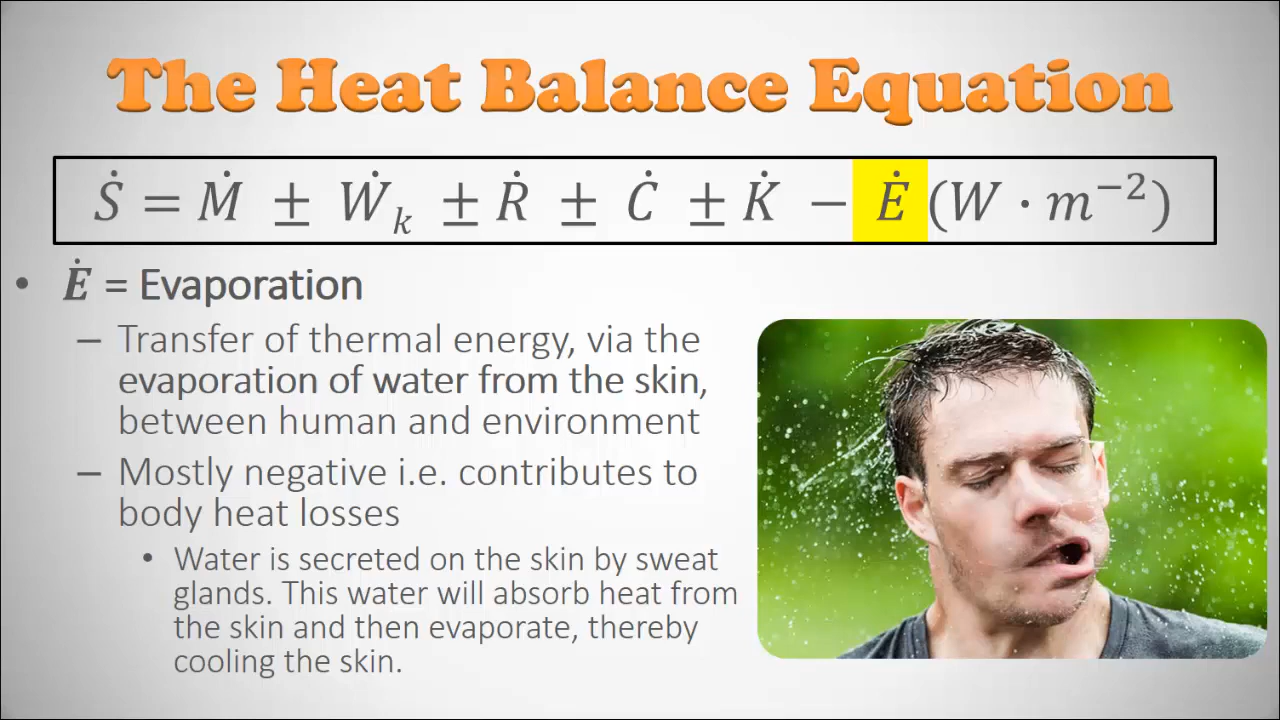 The Heat Balance Equation
Ṡ = Ṁ ± Ẇₖ ± Ṙ ± Ċ ± K̇ − Ė (W · m⁻²)
• Ė = Evaporation
– Transfer of thermal energy, via the
evaporation of water from the skin,
between human and environment
– Mostly negative i.e. contributes to
body heat losses
• Water is secreted on the skin by sweat
glands. This water will absorb heat from
the skin and then evaporate, thereby
cooling the skin.